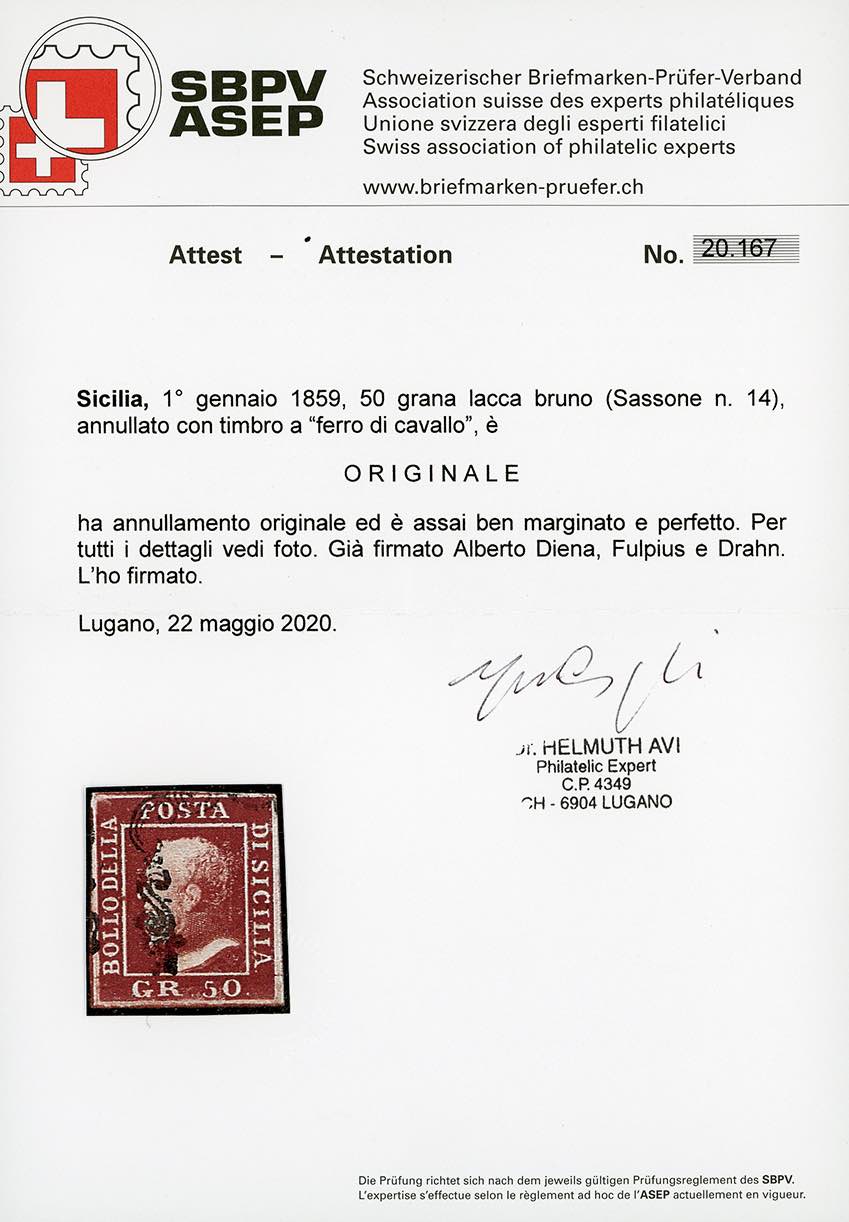 SBPV
ASEP
Schweizerischer Briefmarken-Prüfer-Verband
Association suisse des experts philatéliques
Unione svizzera degli esperti filatelici
Swiss association of philatelic experts
www.briefmarken-pruefer.ch
Attest – Attestation No. 20.167
Sicilia, 1° gennaio 1859, 50 grana lacca bruno (Sassone n. 14),
annullato con timbro a “ferro di cavallo”, è
ORIGINALE
ha annullamento originale ed è assai ben marginato e perfetto. Per
tutti i dettagli vedi foto. Già firmato Alberto Diena, Fulpius e Drahn.
L’ho firmato.
Lugano, 22 maggio 2020.
Dr. HELMUTH AVI
Philatelic Expert
C.P. 4349
CH - 6904 LUGANO
BOLLO DELLA
POSTA
DI SICILIA
GR. 50.
Die Prüfung richtet sich nach dem jeweils gültigen Prüfungsreglement des SBPV.
L’expertise s’effectue selon le règlement ad hoc de l’ASEP actuellement en vigueur.